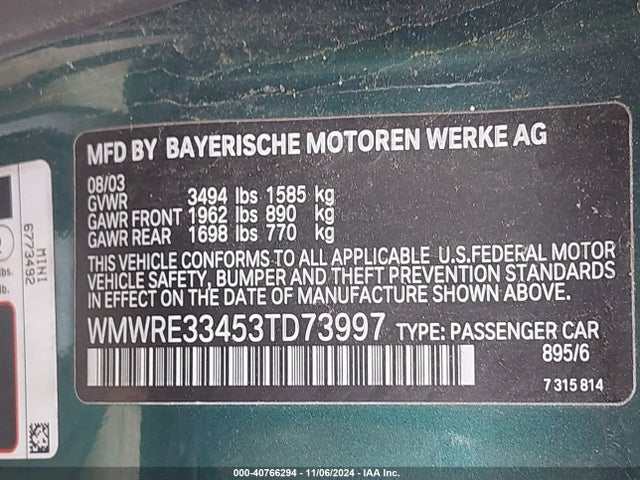 MFD BY BAYERISCHE MOTOREN WERKE AG
08/03
GVWR 3494 lbs 1585 kg
GAWR FRONT 1962 lbs 890 kg
GAWR REAR 1698 lbs 770 kg
THIS VEHICLE CONFORMS TO ALL APPLICABLE U.S.FEDERAL MOTOR
VEHICLE SAFETY, BUMPER AND THEFT PREVENTION STANDARDS
IN EFFECT ON THE DATE OF MANUFACTURE SHOWN ABOVE.
WMWRE33453TD73997 TYPE: PASSENGER CAR
895/6
7 315 814
MINI
6773492
lbs.
000-40766294 - 11/06/2024 - IAA Inc.